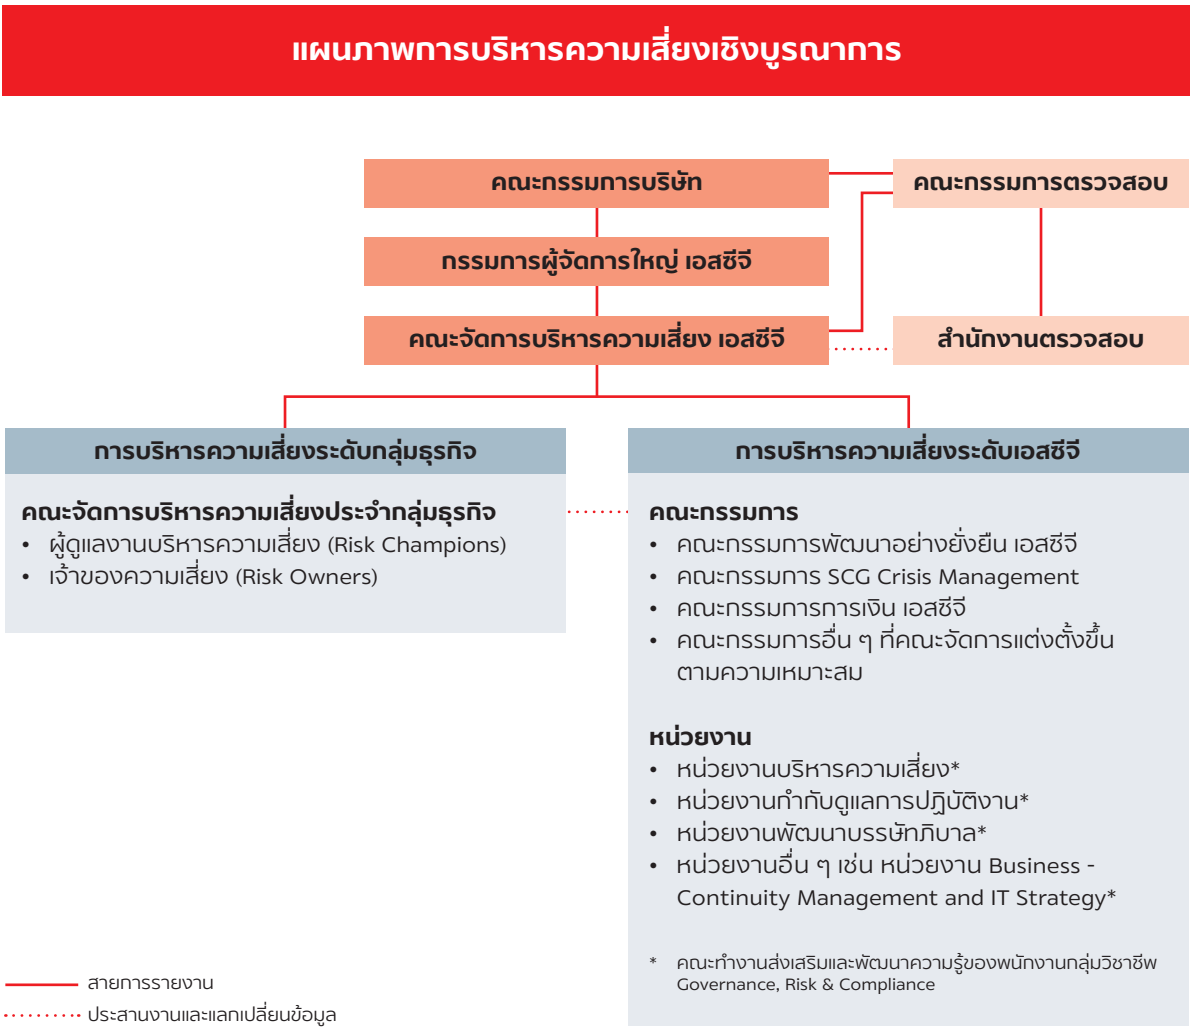 แผนภาพการบริหารความเสี่ยงเชิงบูรณาการ
คณะกรรมการบริษัท
คณะกรรมการตรวจสอบ
กรรมการผู้จัดการใหญ่ เอสซีจี
คณะจัดการบริหารความเสี่ยง เอสซีจี
สำนักงานตรวจสอบ
การบริหารความเสี่ยงระดับกลุ่มธุรกิจ
คณะจัดการบริหารความเสี่ยงประจำกลุ่มธุรกิจ
• ผู้ดูแลงานบริหารความเสี่ยง (Risk Champions)
• เจ้าของความเสี่ยง (Risk Owners)
การบริหารความเสี่ยงระดับเอสซีจี
คณะกรรมการ
• คณะกรรมการพัฒนาอย่างยั่งยืน เอสซีจี
• คณะกรรมการ SCG Crisis Management
• คณะกรรมการการเงิน เอสซีจี
• คณะกรรมการอื่น ๆ ที่คณะจัดการแต่งตั้งขึ้น
ตามความเหมาะสม
หน่วยงาน
• หน่วยงานบริหารความเสี่ยง*
• หน่วยงานกำกับดูแลการปฏิบัติงาน*
• หน่วยงานพัฒนาบรรษัทภิบาล*
• หน่วยงานอื่น ๆ เช่น หน่วยงาน Business -
Continuity Management and IT Strategy*
* คณะทำงานส่งเสริมและพัฒนาความรู้ของพนักงานกลุ่มวิชาชีพ
Governance, Risk & Compliance
สายการรายงาน
ประสานงานและแลกเปลี่ยนข้อมูล